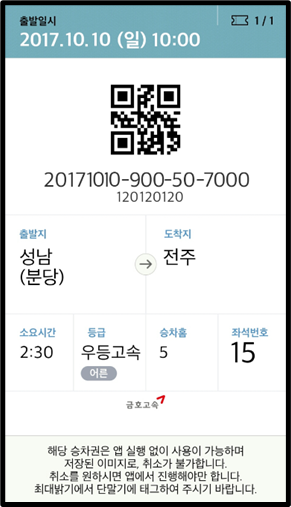 출발일시
1 / 1
2017.10.10 (일) 10:00
20171010-900-50-7000
120120120
출발지
성남
(분당)
도착지
전주
소요시간
2:30
등급
우등고속
어른
승차홈
5
좌석번호
15
금호고속
해당 승차권은 앱 실행 없이 사용이 가능하며
저장된 이미지로, 취소가 불가합니다.
취소를 원하시면 앱에서 진행해야만 합니다.
최대밝기에서 단말기에 태그하여 주시기 바랍니다.